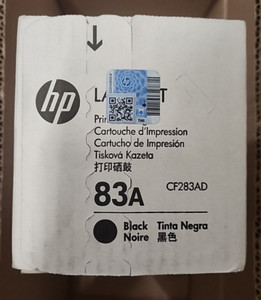 hp
Cartouche d'Impression
Cartucho de Impresión
Tisková Kazeta
打印硒鼓
83A
CF283AD
Black Tinta Negra
Noire 黑色